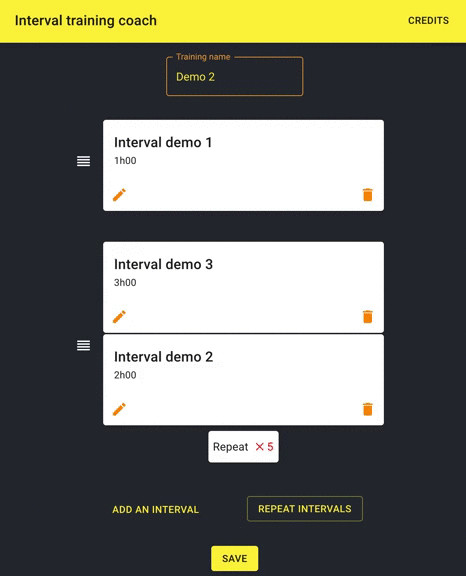 Interval training coach
CREDITS
Training name
Demo 2
Interval demo 1
1h00
Interval demo 3
3h00
Interval demo 2
2h00
Repeat ×5
ADD AN INTERVAL
REPEAT INTERVALS
SAVE